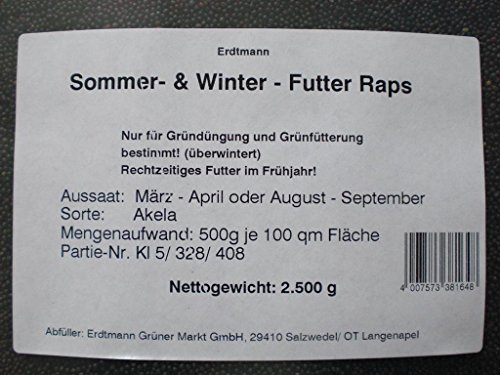 Erdtmann
Sommer- & Winter - Futter Raps
Nur für Gründüngung und Grünfütterung
bestimmt! (überwintert)
Rechtzeitiges Futter im Frühjahr!
Aussaat: März - April oder August - September
Sorte: Akela
Mengenaufwand: 500g je 100 qm Fläche
Partie-Nr. Kl 5/ 328/ 408
Nettogewicht: 2.500 g
4 007573 381648
Abfüller: Erdtmann Grüner Markt GmbH, 29410 Salzwedel/ OT Langenapel